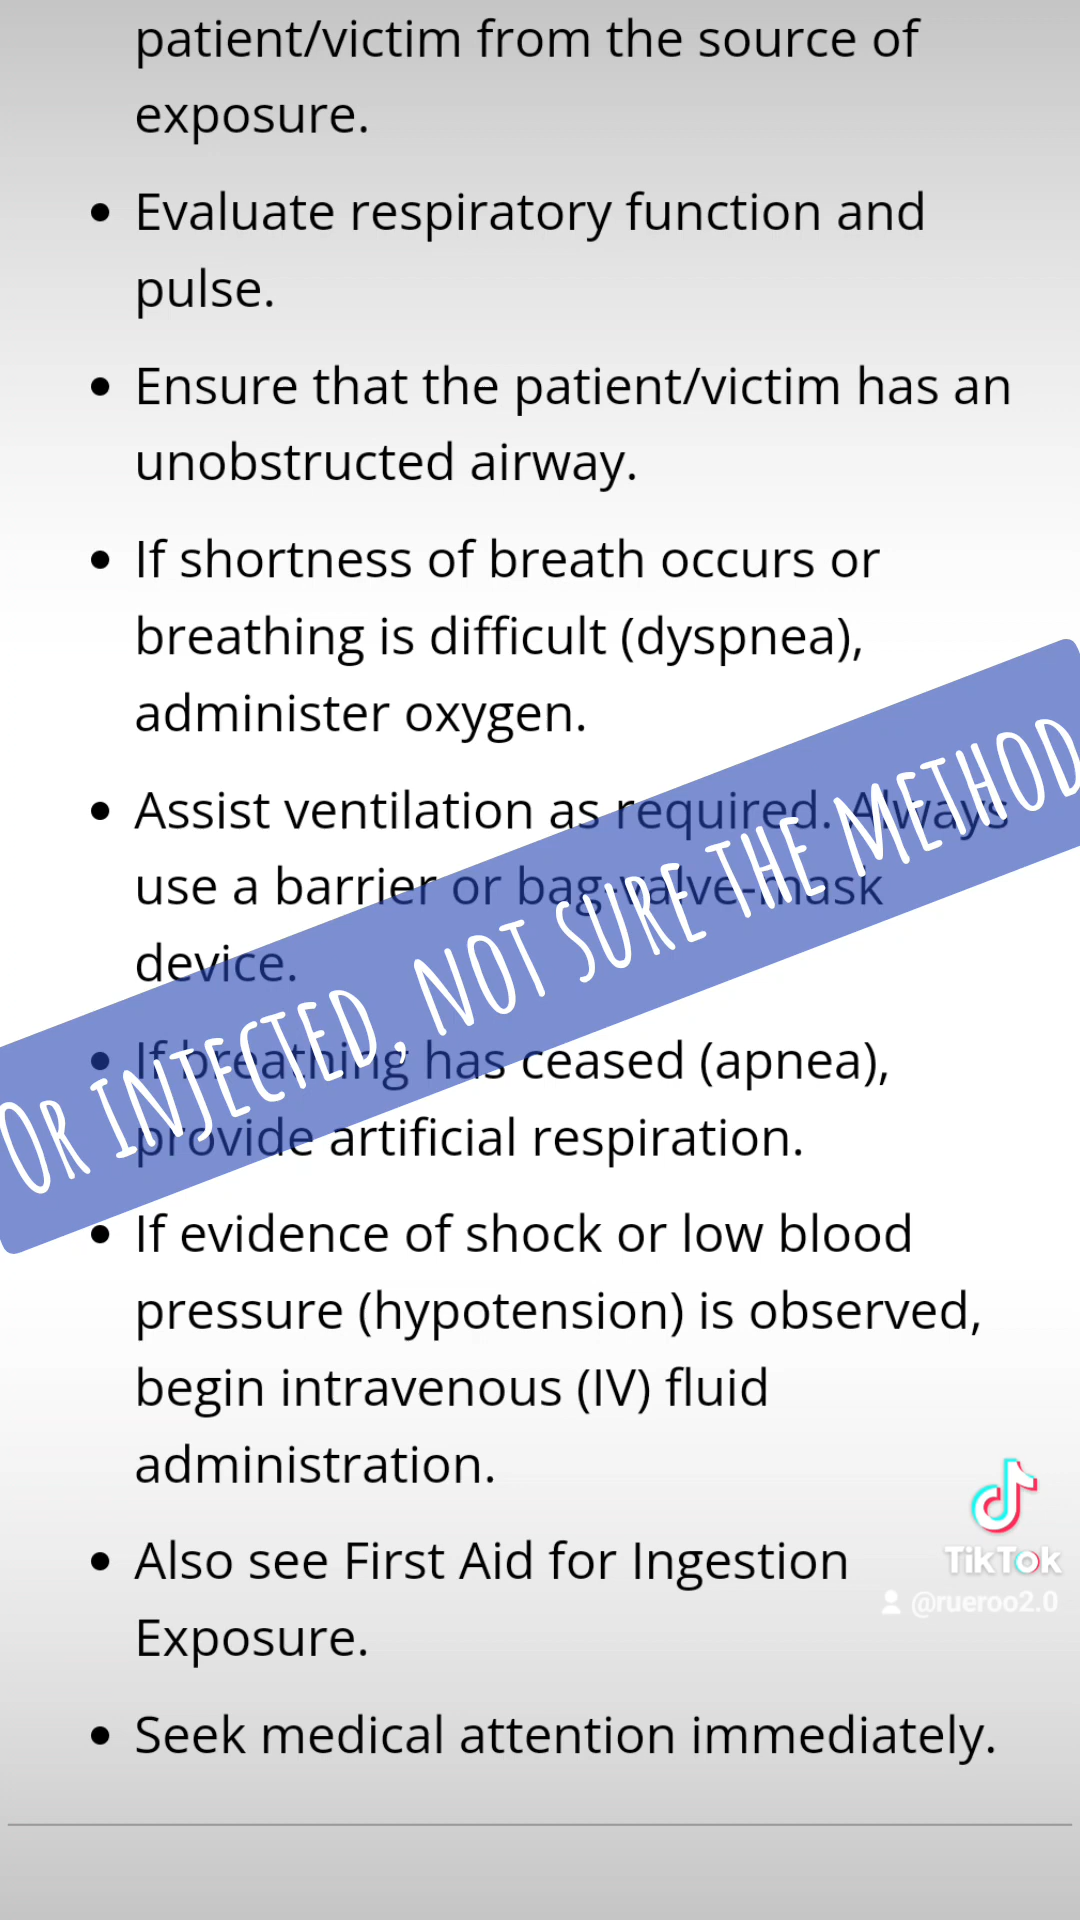 patient/victim from the source of
exposure.
• Evaluate respiratory function and
pulse.
• Ensure that the patient/victim has an
unobstructed airway.
• If shortness of breath occurs or
breathing is difficult (dyspnea),
administer oxygen.
• Assist ventilation as required. Always
use a barrier or bag-valve-mask
device.
OR INJECTED, NOT SURE THE METHOD
• If breathing has ceased (apnea),
provide artificial respiration.
• If evidence of shock or low blood
pressure (hypotension) is observed,
begin intravenous (IV) fluid
administration.
• Also see First Aid for Ingestion
Exposure.
TikTok
@rueroo2.0
• Seek medical attention immediately.